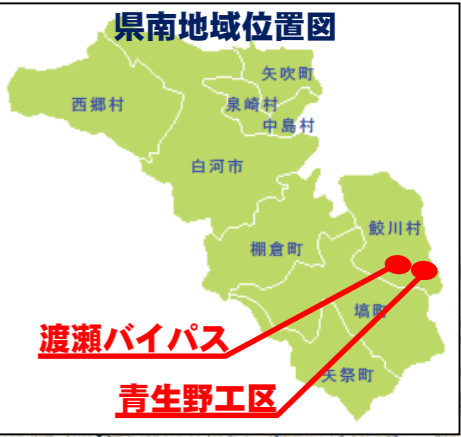 県南地域位置図
矢吹町
西郷村
泉崎村
中島村
白河市
鮫川村
棚倉町
塙町
渡瀬バイパス
矢祭町
青生野工区